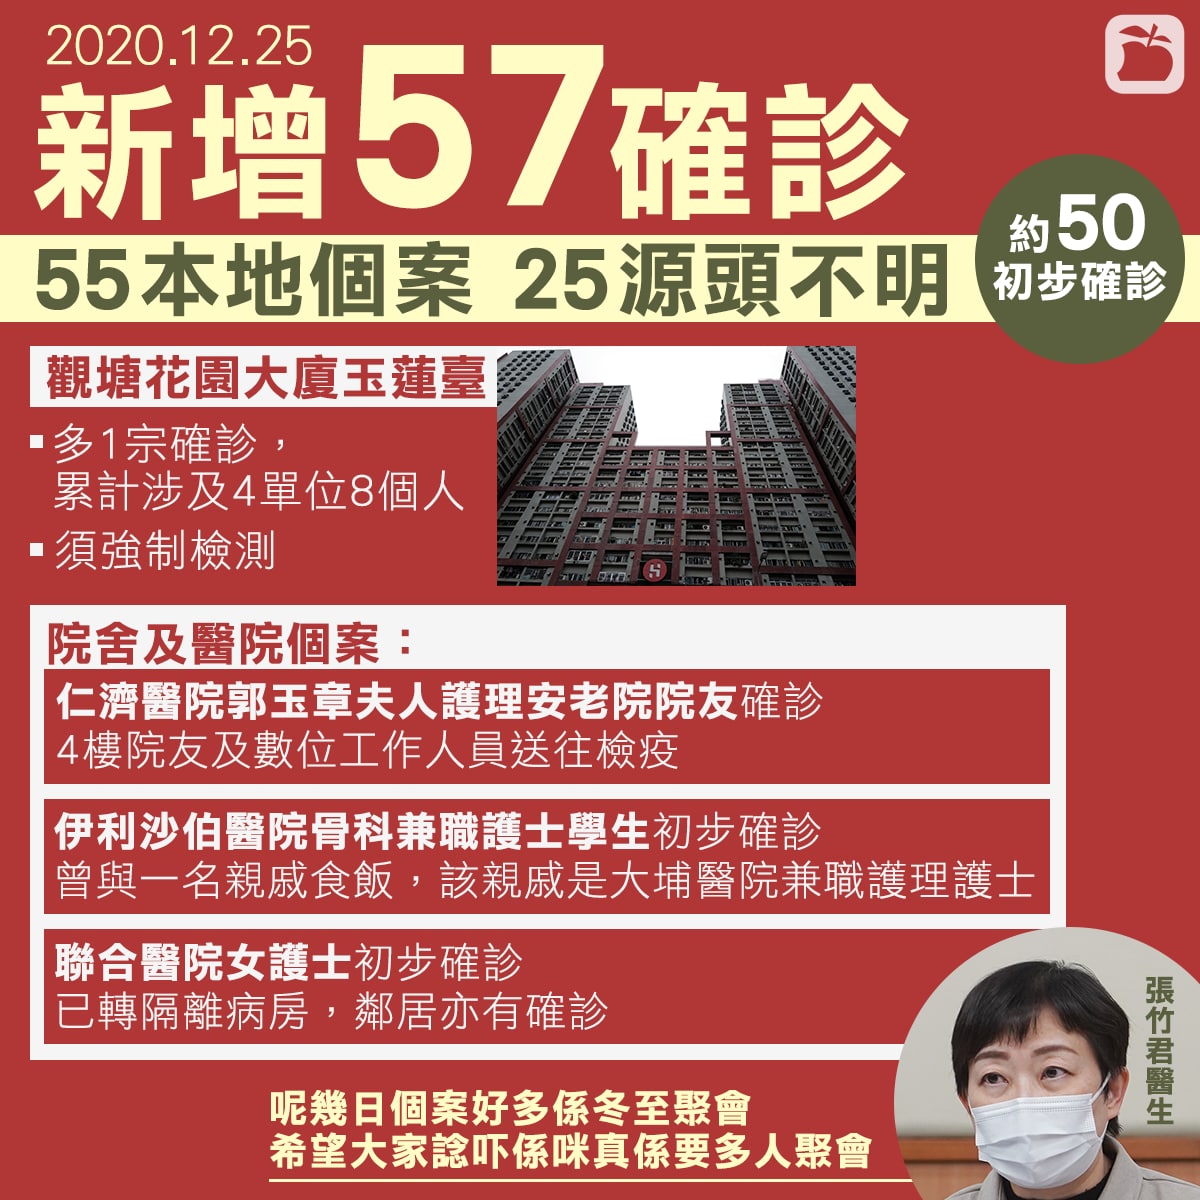 2020.12.25
新增57確診
55本地個案 25源頭不明
約50
初步確診
觀塘花園大廈玉蓮臺
多1宗確診，
累計涉及4單位8個人
須強制檢測
院舍及醫院個案：
仁濟醫院郭玉章夫人護理安老院院友確診
4樓院友及數位工作人員送往檢疫
伊利沙伯醫院骨科兼職護士學生初步確診
曾與一名親戚食飯，該親戚是大埔醫院兼職護理護士
聯合醫院女護士初步確診
已轉隔離病房，鄰居亦有確診
張竹君醫生
呢幾日個案好多係冬至聚會
希望大家諗吓係咪真係要多人聚會